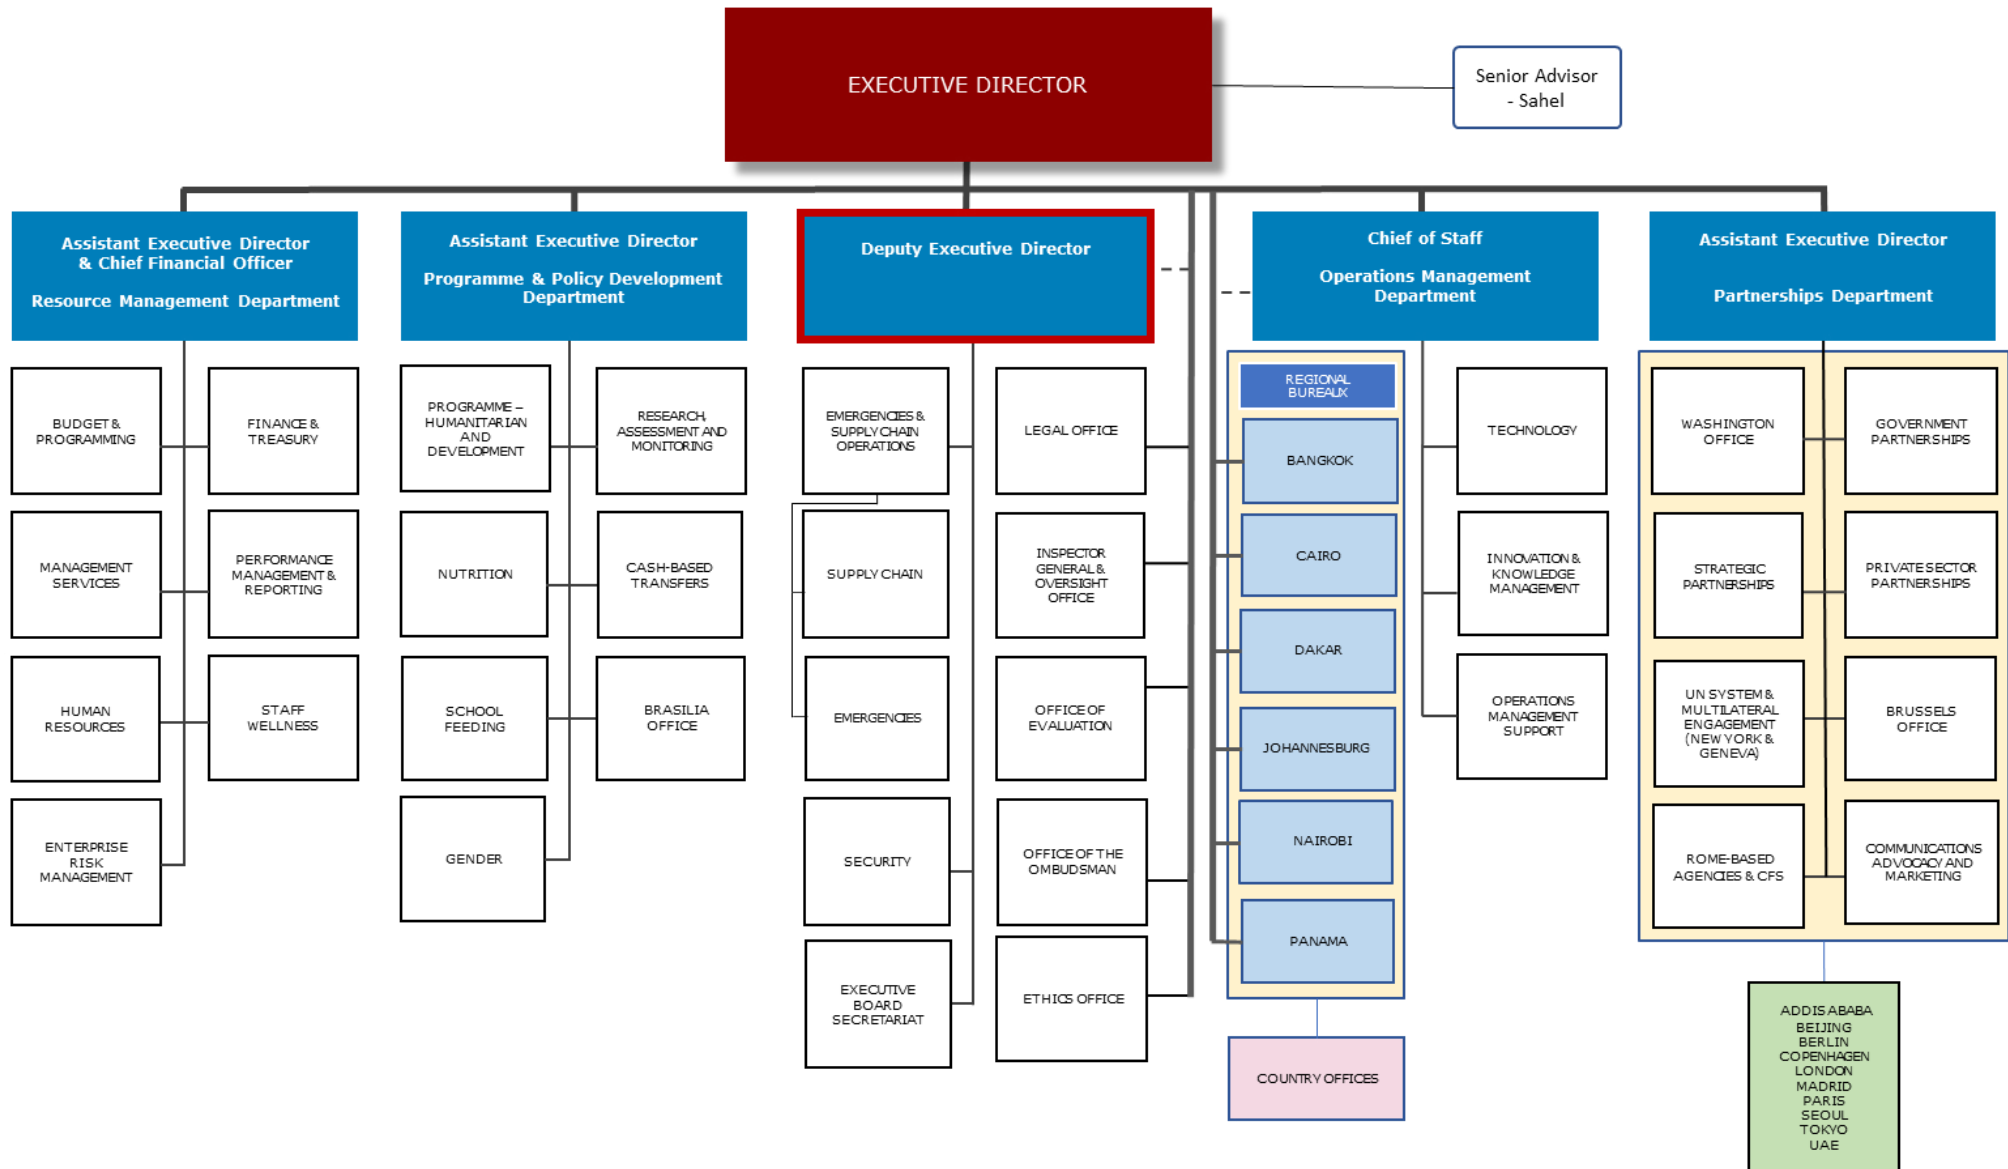 EXECUTIVE DIRECTOR
Senior Advisor
- Sahel
Assistant Executive Director
& Chief Financial Officer
Resource Management Department
Assistant Executive Director
Programme & Policy Development
Department
Deputy Executive Director
Chief of Staff
Operations Management
Department
Assistant Executive Director
Partnerships Department
BUDGET &
PROGRAMMING
FINANCE &
TREASURY
MANAGEMENT
SERVICES
PERFORMANCE
MANAGEMENT &
REPORTING
HUMAN
RESOURCES
STAFF
WELLNESS
ENTERPRISE
RISK
MANAGEMENT
PROGRAMME –
HUMANITARIAN
AND
DEVELOPMENT
RESEARCH,
ASSESSMENT AND
MONITORING
NUTRITION
CASH-BASED
TRANSFERS
SCHOOL
FEEDING
BRASILIA
OFFICE
GENDER
EMERGENCIES &
SUPPLY CHAIN
OPERATIONS
LEGAL OFFICE
SUPPLY CHAIN
INSPECTOR
GENERAL &
OVERSIGHT
OFFICE
EMERGENCIES
OFFICE OF
EVALUATION
SECURITY
OFFICE OF THE
OMBUDSMAN
EXECUTIVE
BOARD
SECRETARIAT
ETHICS OFFICE
REGIONAL
BUREAUX
BANGKOK
CAIRO
DAKAR
JOHANNESBURG
NAIROBI
PANAMA
COUNTRY OFFICES
TECHNOLOGY
INNOVATION &
KNOWLEDGE
MANAGEMENT
OPERATIONS
MANAGEMENT
SUPPORT
WASHINGTON
OFFICE
GOVERNMENT
PARTNERSHIPS
STRATEGIC
PARTNERSHIPS
PRIVATE SECTOR
PARTNERSHIPS
UN SYSTEM &
MULTILATERAL
ENGAGEMENT
(NEW YORK &
GENEVA)
BRUSSELS
OFFICE
ROME-BASED
AGENCIES & CFS
COMMUNICATIONS
ADVOCACY AND
MARKETING
ADDIS ABABA
BEIJING
BERLIN
COPENHAGEN
LONDON
MADRID
PARIS
SEOUL
TOKYO
UAE